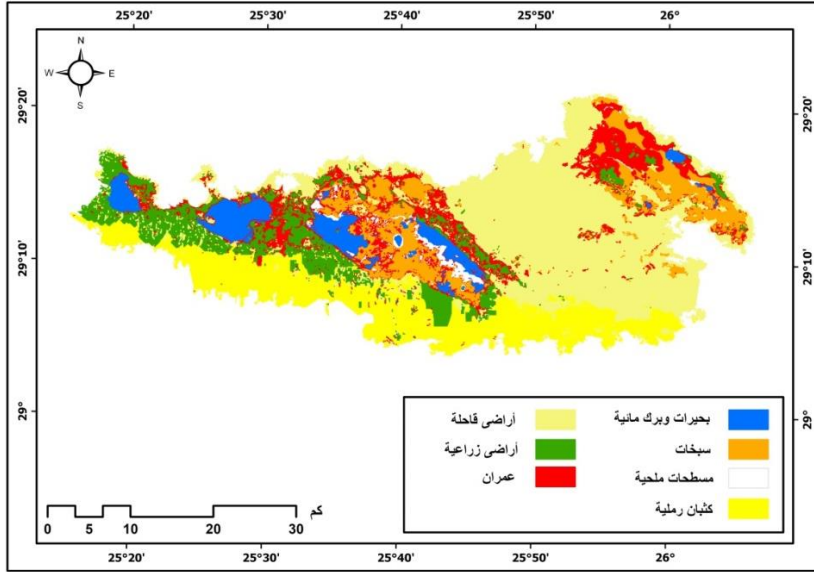 25°20' 25°30' 25°40' 25°50' 26°
N
W E
S
29°20' 29°20'
29°10' 29°10'
29° 29°
بحيرات وبرك مائية أراضى قاحلة
سبخات أراضى زراعية
مسطحات ملحية عمران
كثبان رملية
كم
0 5 10 20 30
25°20' 25°30' 25°40' 25°50' 26°